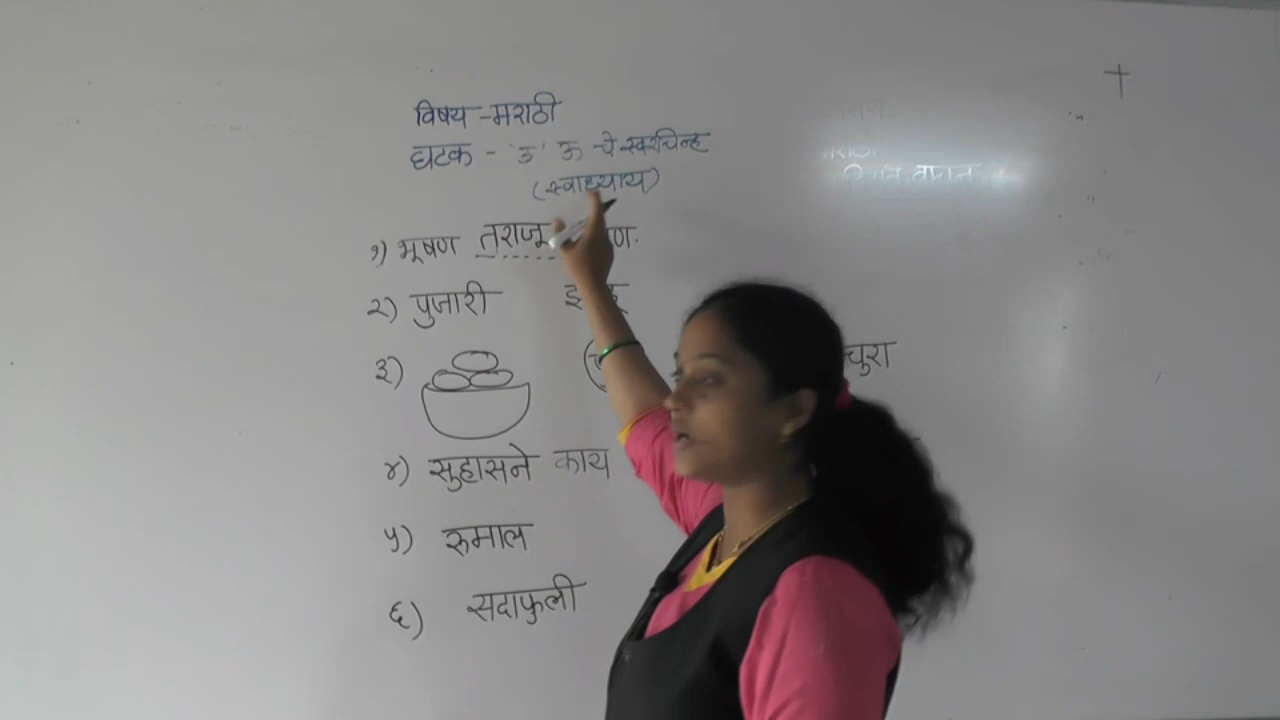 विषय - मराठी
घटक - 'उ' ऊ चे स्वरचिन्ह
(स्वाध्याय)
१) भूषण तराजू
२) पुजारी
३) चुरा
४) सुहासने काय
५) रुमाल
६) सदाफुली